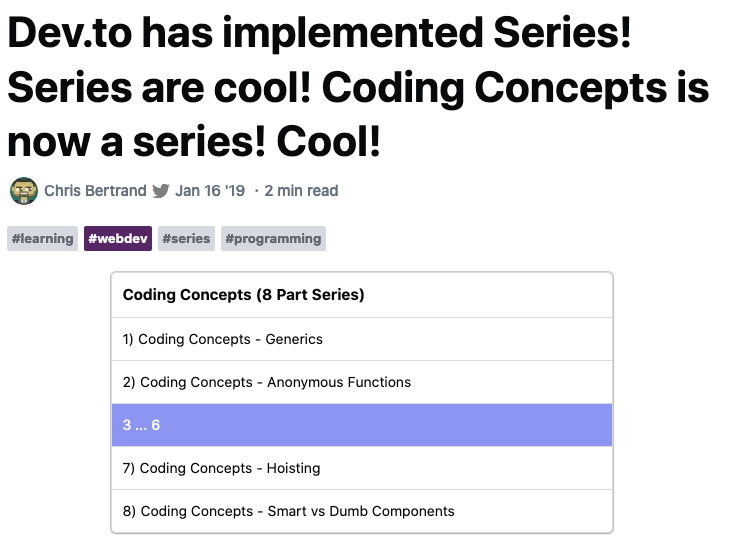 Dev.to has implemented Series!
Series are cool! Coding Concepts is
now a series! Cool!
Chris Bertrand Jan 16 '19 · 2 min read
#learning #webdev #series #programming
Coding Concepts (8 Part Series)
1) Coding Concepts - Generics
2) Coding Concepts - Anonymous Functions
3 ... 6
7) Coding Concepts - Hoisting
8) Coding Concepts - Smart vs Dumb Components